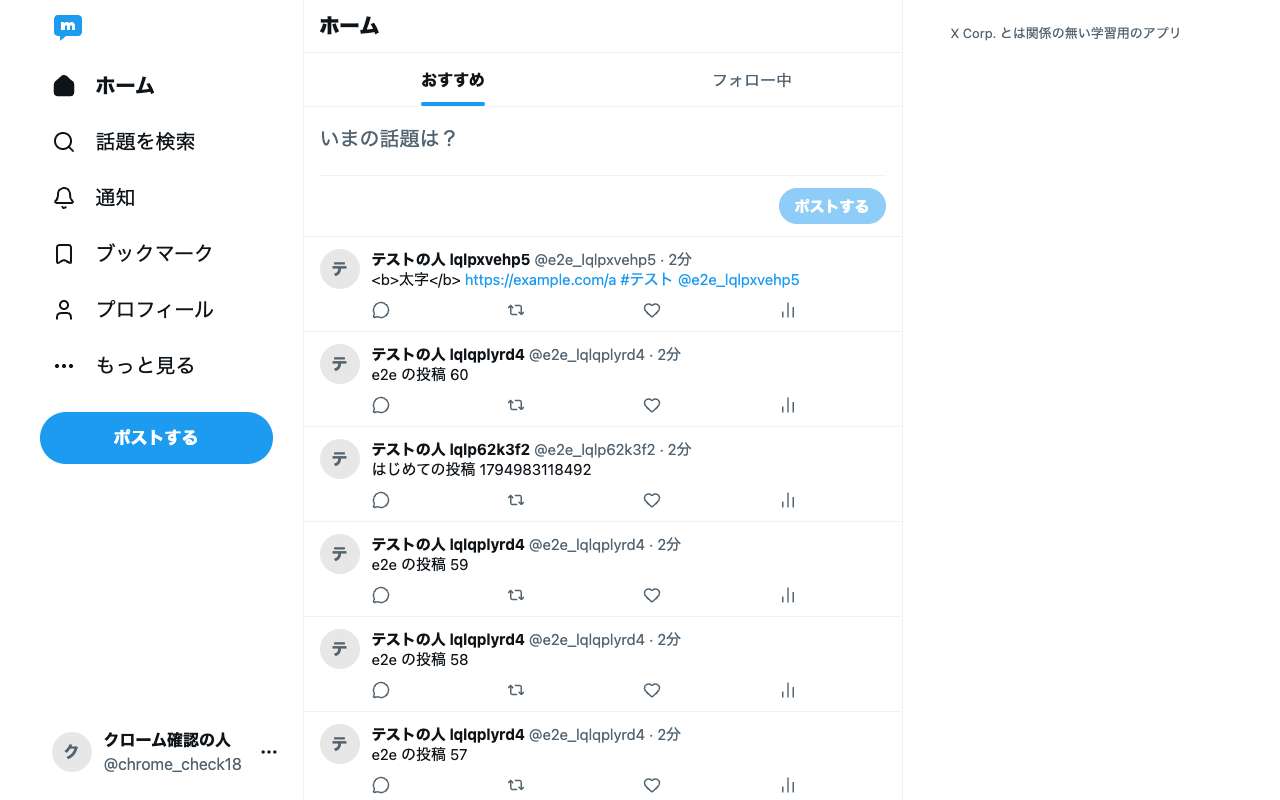 m
ホーム
話題を検索
通知
ブックマーク
プロフィール
もっと見る
ポストする
ク
クローム確認の人
@chrome_check18
ホーム
おすすめ
フォロー中
いまの話題は？
ポストする
テ
テストの人 lqlpxvehp5 @e2e_lqlpxvehp5 · 2分
<b>太字</b> https://example.com/a #テスト @e2e_lqlpxvehp5
テ
テストの人 lqlqplyrd4 @e2e_lqlqplyrd4 · 2分
e2e の投稿 60
テ
テストの人 lqlp62k3f2 @e2e_lqlp62k3f2 · 2分
はじめての投稿 1794983118492
テ
テストの人 lqlqplyrd4 @e2e_lqlqplyrd4 · 2分
e2e の投稿 59
テ
テストの人 lqlqplyrd4 @e2e_lqlqplyrd4 · 2分
e2e の投稿 58
テ
テストの人 lqlqplyrd4 @e2e_lqlqplyrd4 · 2分
e2e の投稿 57
X Corp. とは関係の無い学習用のアプリ